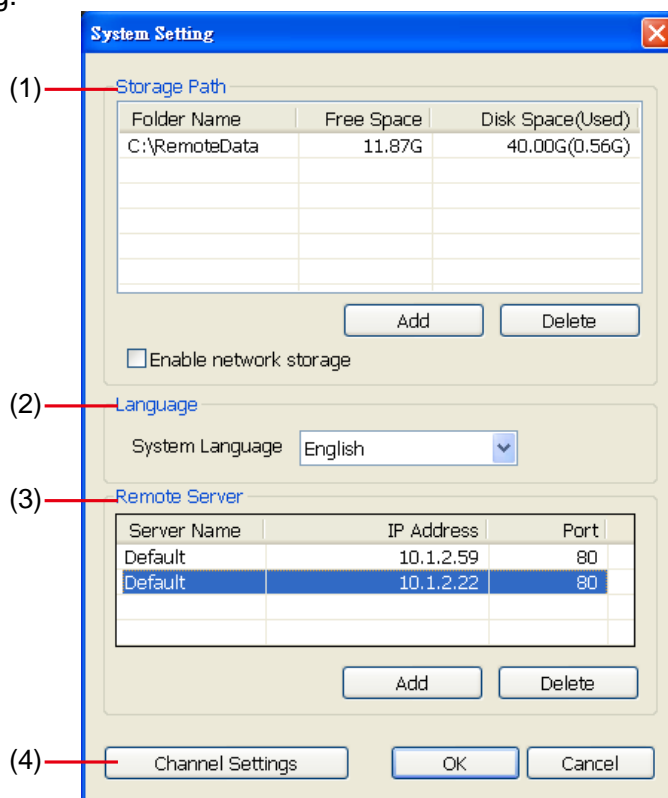 g.
System Setting
(1)
Storage Path
Folder Name Free Space Disk Space(Used)
C:\RemoteData 11.87G 40.00G(0.56G)
Add Delete
Enable network storage
(2)
Language
System Language English
(3)
Remote Server
Server Name IP Address Port
Default 10.1.2.59 80
Default 10.1.2.22 80
Add Delete
(4)
Channel Settings OK Cancel